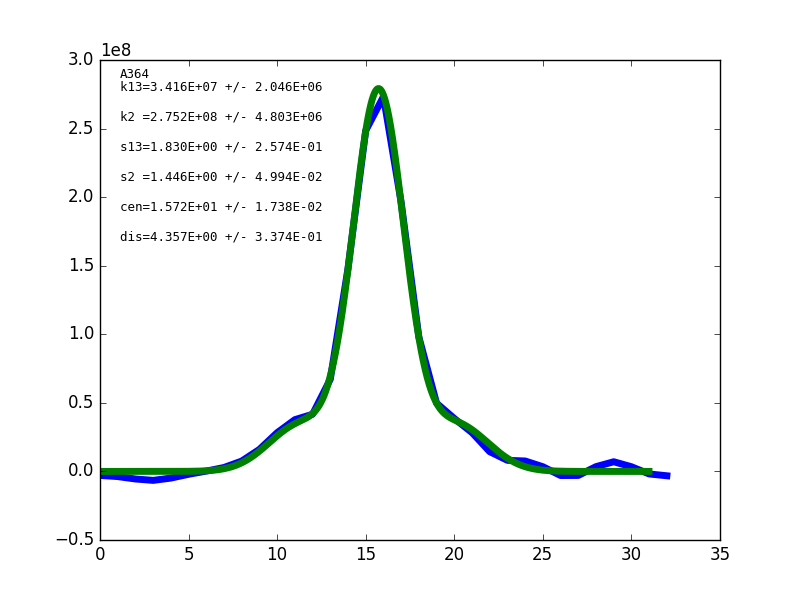 1e8
3.0
A364
k13=3.416E+07 +/- 2.046E+06
k2 =2.752E+08 +/- 4.803E+06
2.5
s13=1.830E+00 +/- 2.574E-01
s2 =1.446E+00 +/- 4.994E-02
2.0
cen=1.572E+01 +/- 1.738E-02
dis=4.357E+00 +/- 3.374E-01
1.5
1.0
0.5
0.0
−0.5
0 5 10 15 20 25 30 35